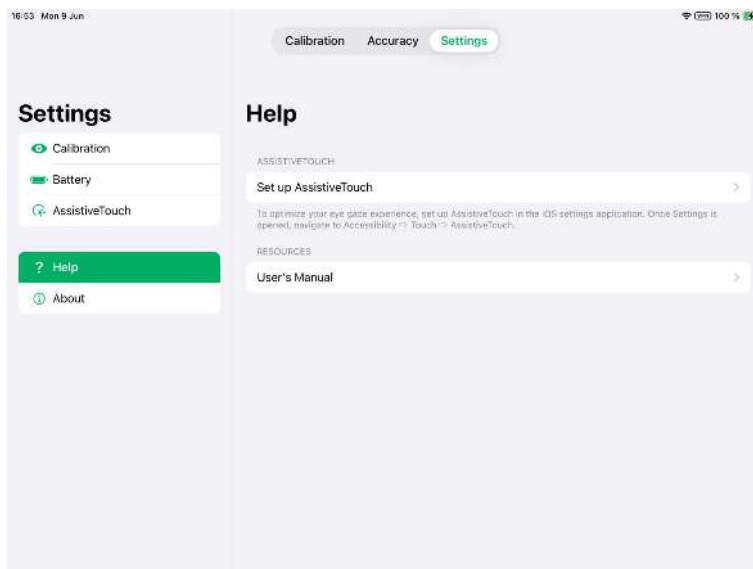 16:53 Mon 9 Jun
100 %
Calibration Accuracy Settings
Settings
Calibration
Battery
AssistiveTouch
? Help
About
Help
ASSISTIVETOUCH
Set up AssistiveTouch
To optimize your eye gaze experience, set up AssistiveTouch in the iOS settings application. Once Settings is
opened, navigate to Accessibility => Touch => AssistiveTouch.
RESOURCES
User's Manual